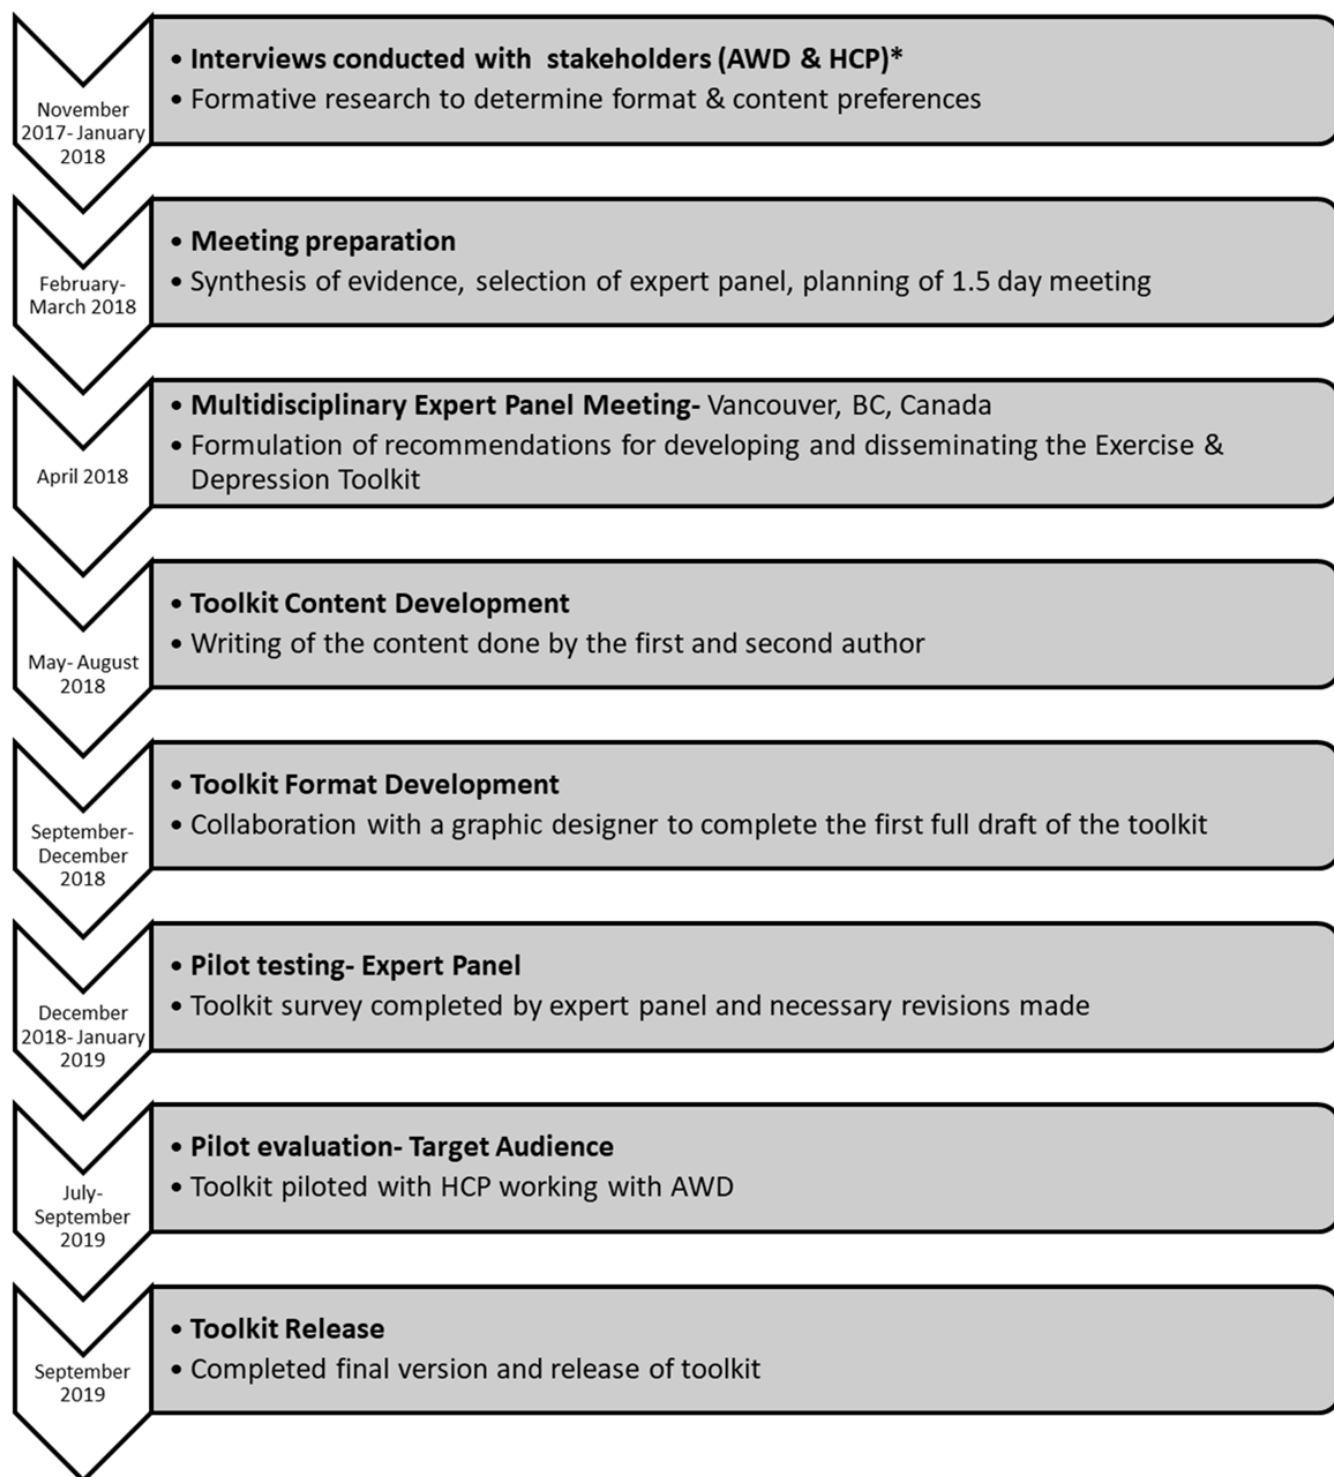 November
2017- January
2018
• Interviews conducted with stakeholders (AWD & HCP)*
• Formative research to determine format & content preferences
February-
March 2018
• Meeting preparation
• Synthesis of evidence, selection of expert panel, planning of 1.5 day meeting
April 2018
• Multidisciplinary Expert Panel Meeting- Vancouver, BC, Canada
• Formulation of recommendations for developing and disseminating the Exercise &
Depression Toolkit
May- August
2018
• Toolkit Content Development
• Writing of the content done by the first and second author
September-
December
2018
• Toolkit Format Development
• Collaboration with a graphic designer to complete the first full draft of the toolkit
December
2018- January
2019
• Pilot testing- Expert Panel
• Toolkit survey completed by expert panel and necessary revisions made
July-
September
2019
• Pilot evaluation- Target Audience
• Toolkit piloted with HCP working with AWD
September
2019
• Toolkit Release
• Completed final version and release of toolkit